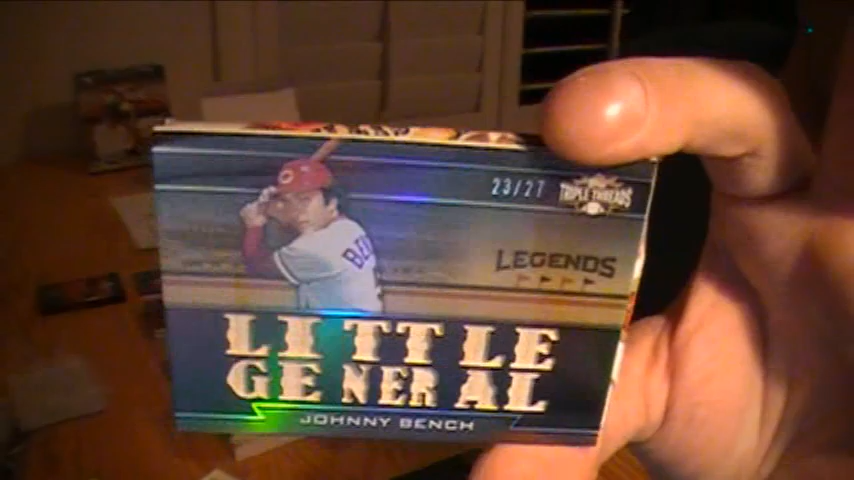 23/27
TRIPLE THREADS
LEGENDS
LITTLE
GENERAL
JOHNNY BENCH